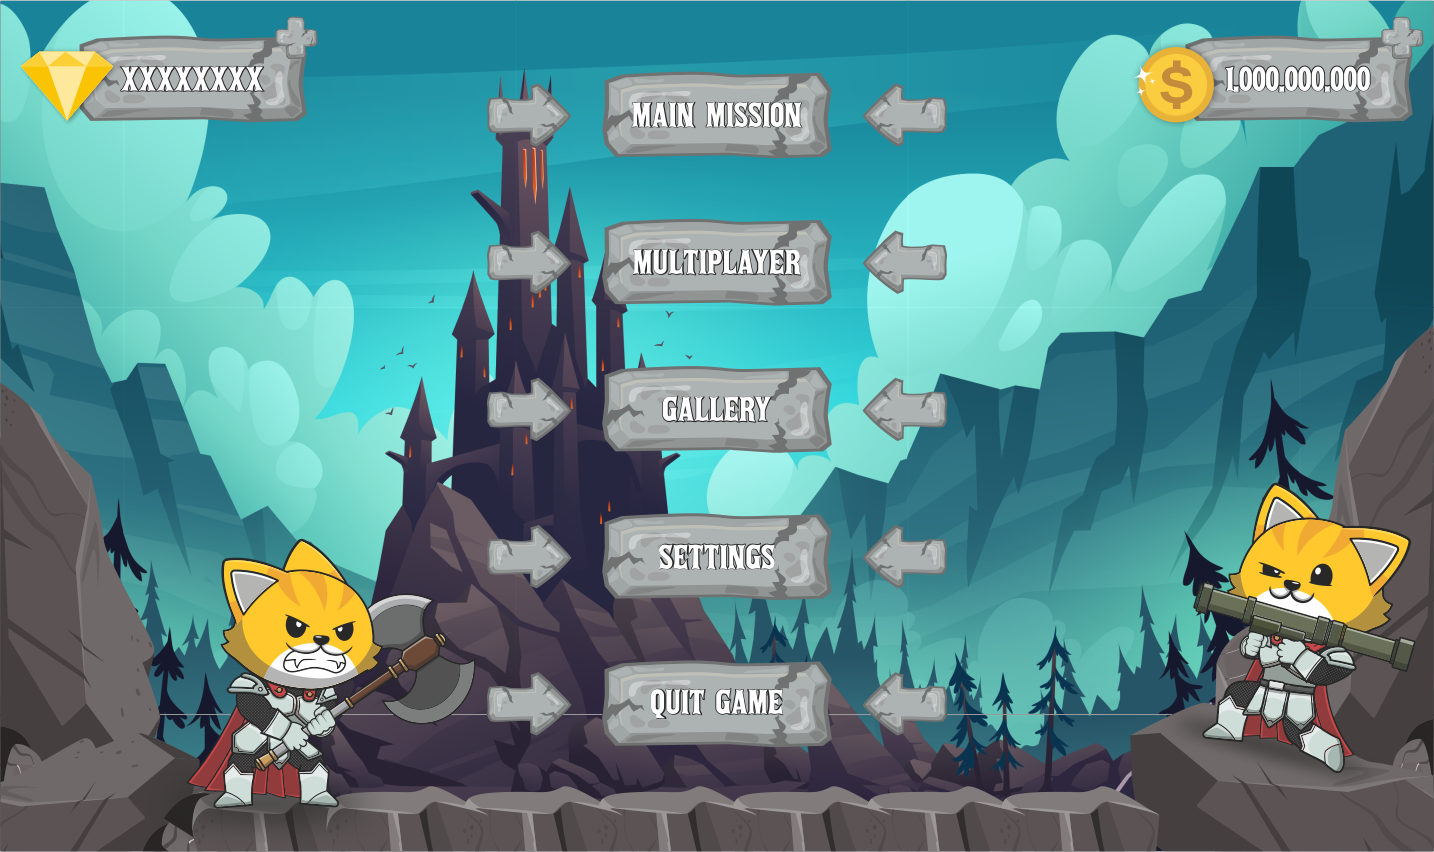 XXXXXXXX
1,000,000,000
MAIN MISSION
MULTIPLAYER
GALLERY
SETTINGS
QUIT GAME